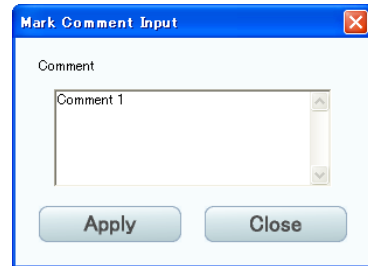 Mark Comment Input
Comment
Comment 1
Apply
Close